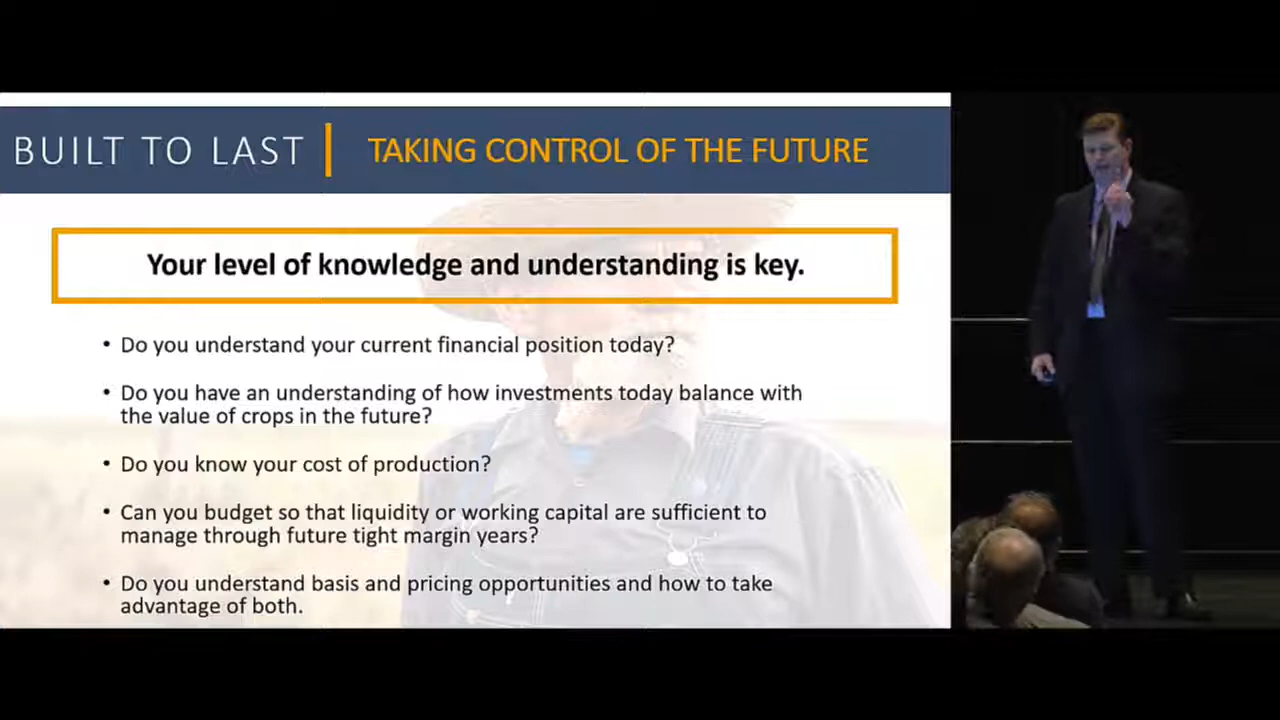 BUILT TO LAST | TAKING CONTROL OF THE FUTURE
Your level of knowledge and understanding is key.
• Do you understand your current financial position today?
• Do you have an understanding of how investments today balance with
the value of crops in the future?
• Do you know your cost of production?
• Can you budget so that liquidity or working capital are sufficient to
manage through future tight margin years?
• Do you understand basis and pricing opportunities and how to take
advantage of both.